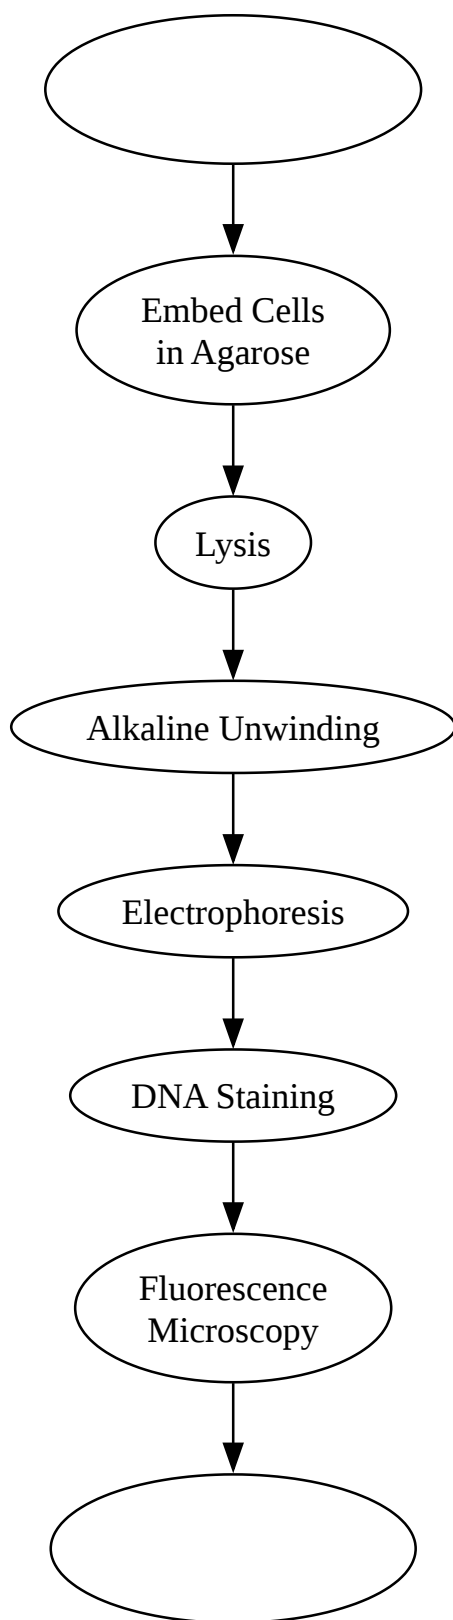 Embed Cells
in Agarose
Lysis
Alkaline Unwinding
Electrophoresis
DNA Staining
Fluorescence
Microscopy